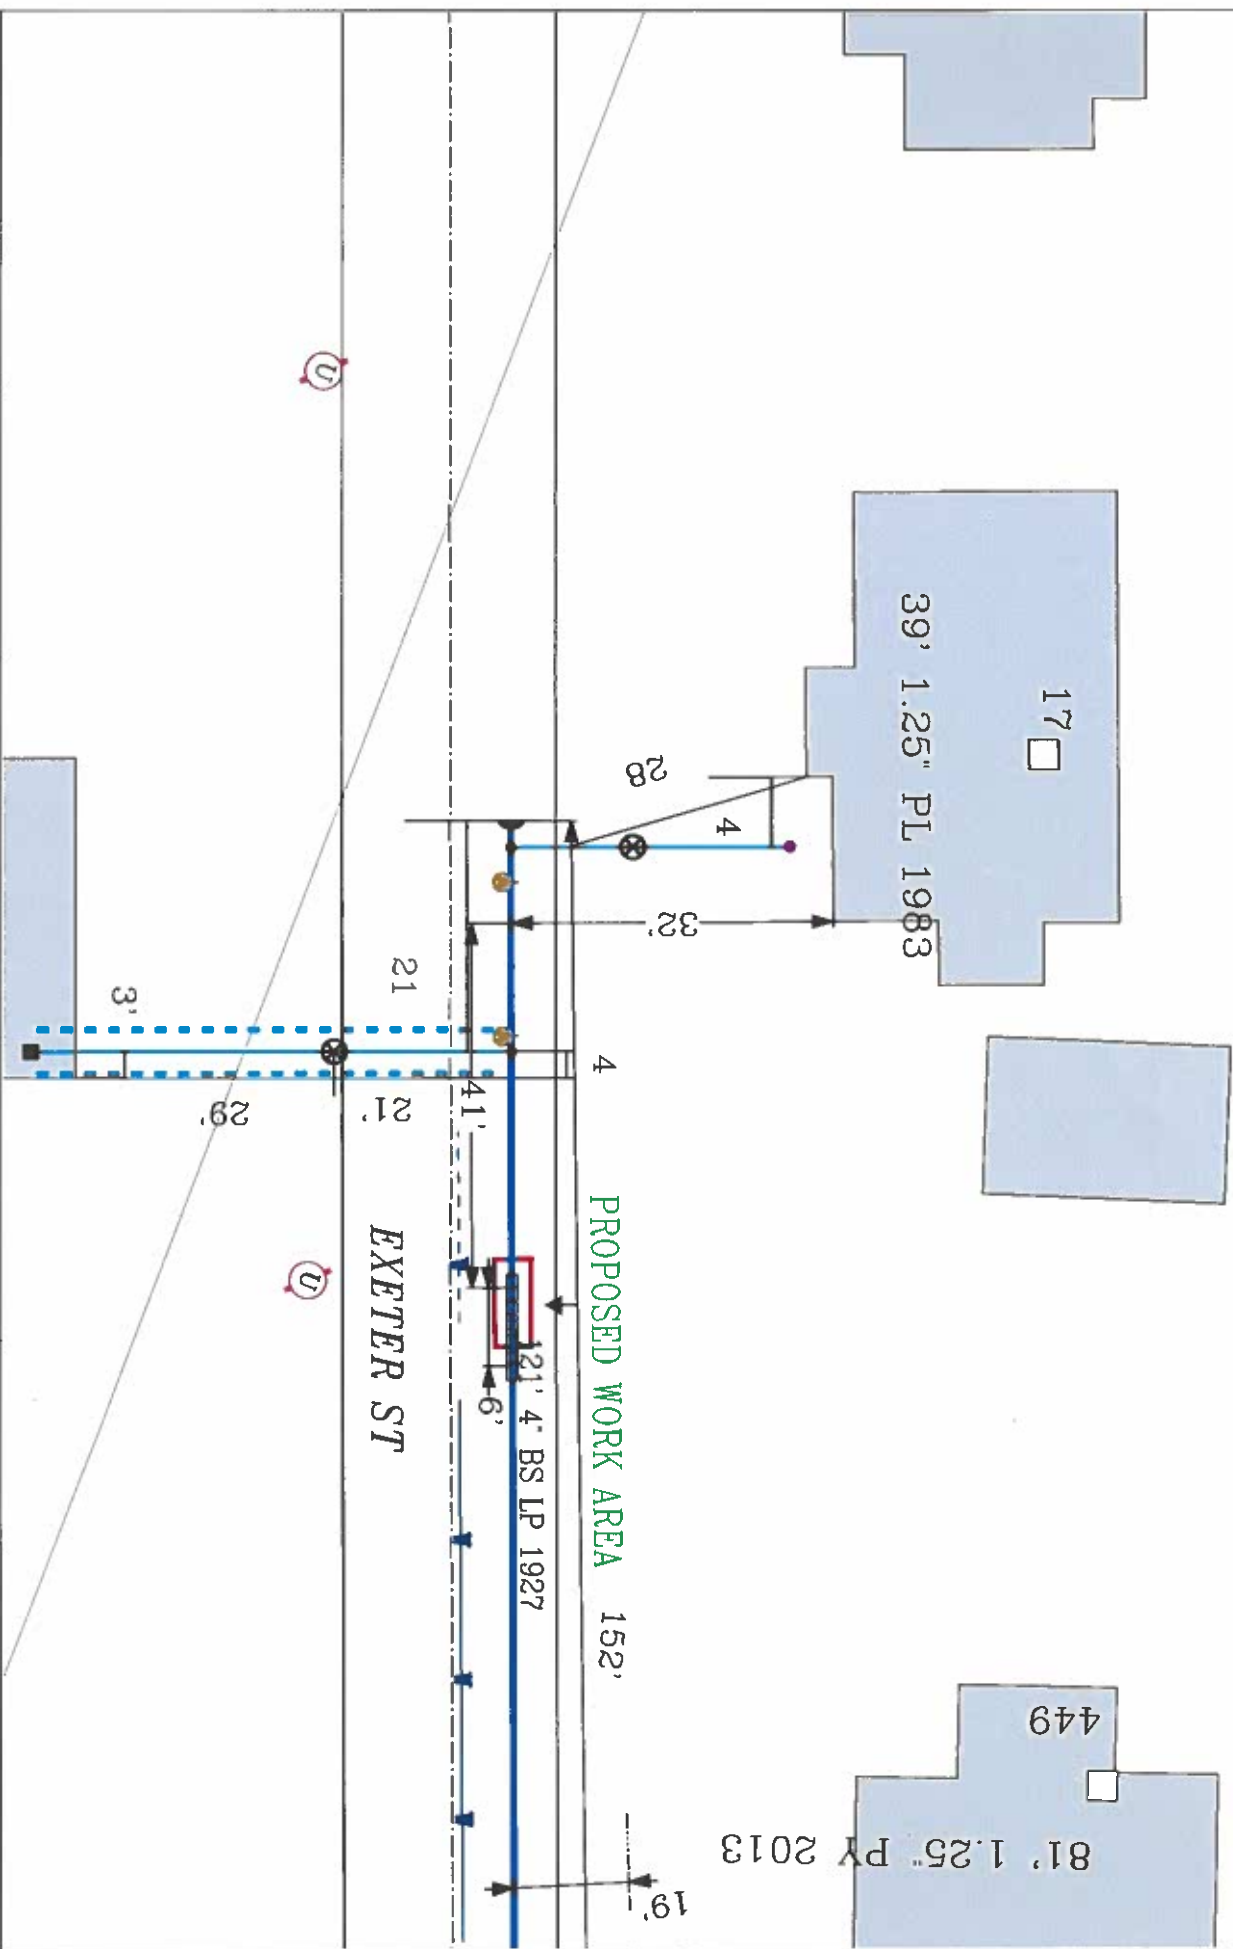 U
17
39' 1.25" PL 1983
28
4
32'
21
3'
4
29'
21'
41'
U
PROPOSED WORK AREA
EXETER ST
121' 4" BS LP 1927
6'
152'
449
81' 1.25" PY 2013
19'